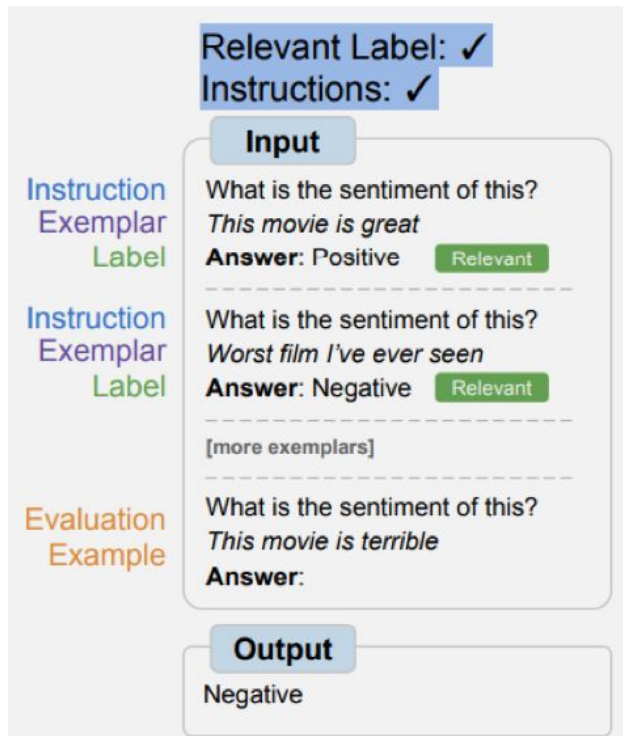 Relevant Label: ✓
Instructions: ✓
Input
Instruction
What is the sentiment of this?
Exemplar
This movie is great
Label
Answer: Positive
Relevant
Instruction
What is the sentiment of this?
Exemplar
Worst film I've ever seen
Label
Answer: Negative
Relevant
[more exemplars]
Evaluation
Example
What is the sentiment of this?
This movie is terrible
Answer:
Output
Negative